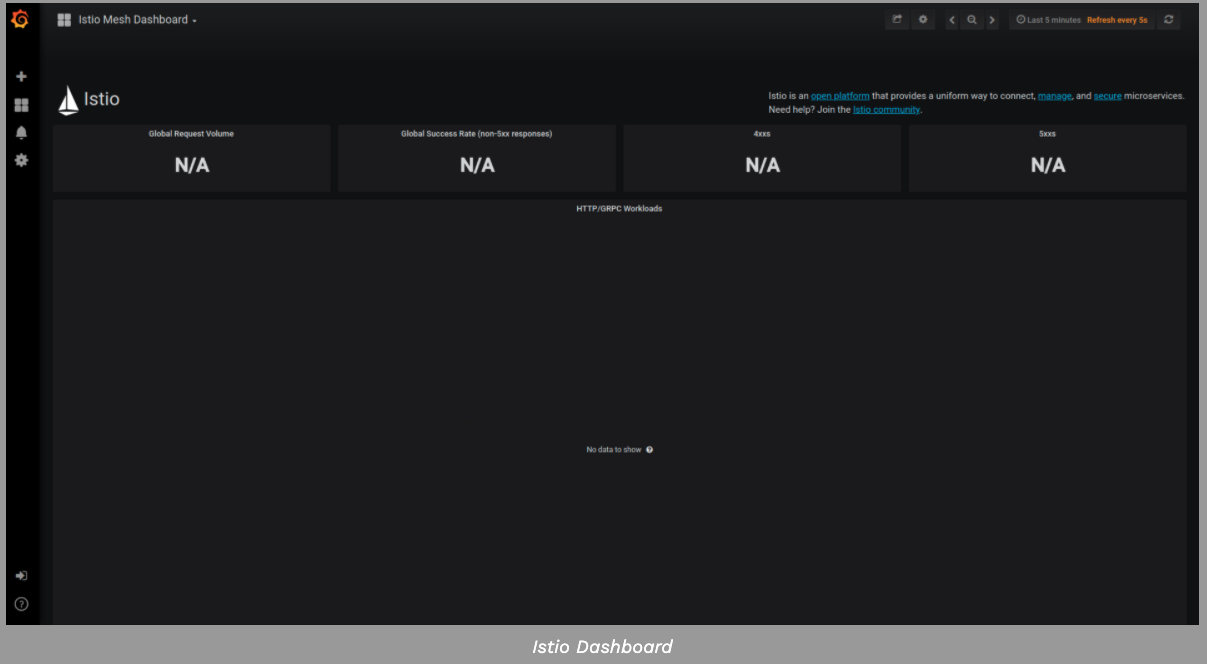 Istio Mesh Dashboard
Last 5 minutes Refresh every 5s
Istio
Istio is an open platform that provides a uniform way to connect, manage, and secure microservices.
Need help? Join the Istio community.
Global Request Volume
N/A
Global Success Rate (non-5xx responses)
N/A
4xxs
N/A
5xxs
N/A
HTTP/GRPC Workloads
No data to show
Istio Dashboard